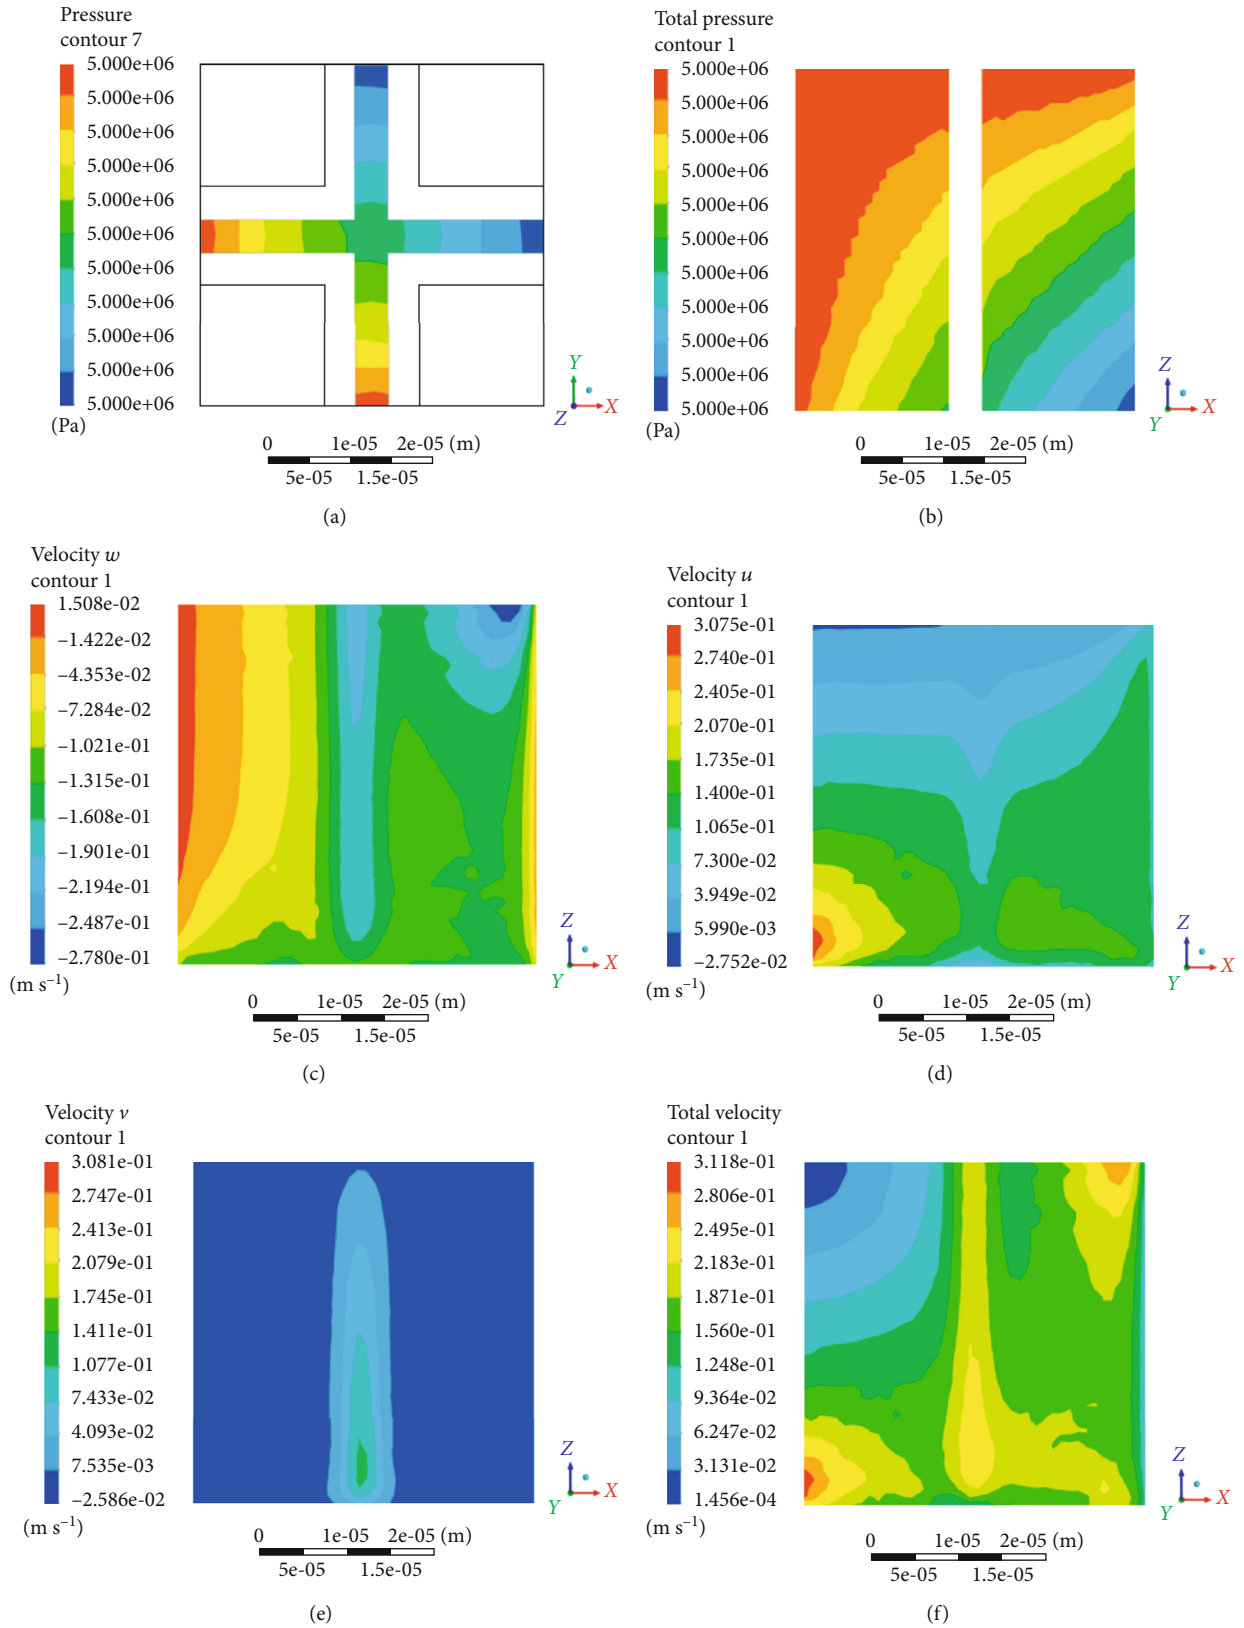 Pressure
contour 7
5.000e+06
5.000e+06
5.000e+06
5.000e+06
5.000e+06
5.000e+06
5.000e+06
5.000e+06
5.000e+06
5.000e+06
5.000e+06
(Pa)
Y
Z
X
0 1e-05 2e-05 (m)
5e-05 1.5e-05
(a)
Total pressure
contour 1
5.000e+06
5.000e+06
5.000e+06
5.000e+06
5.000e+06
5.000e+06
5.000e+06
5.000e+06
5.000e+06
5.000e+06
5.000e+06
(Pa)
Z
Y
X
0 1e-05 2e-05 (m)
5e-05 1.5e-05
(b)
Velocity w
contour 1
1.508e-02
–1.422e-02
–4.353e-02
–7.284e-02
–1.021e-01
–1.315e-01
–1.608e-01
–1.901e-01
–2.194e-01
–2.487e-01
–2.780e-01
(m s⁻¹)
Z
Y
X
0 1e-05 2e-05 (m)
5e-05 1.5e-05
(c)
Velocity u
contour 1
3.075e-01
2.740e-01
2.405e-01
2.070e-01
1.735e-01
1.400e-01
1.065e-01
7.300e-02
3.949e-02
5.990e-03
–2.752e-02
(m s⁻¹)
Z
Y
X
0 1e-05 2e-05 (m)
5e-05 1.5e-05
(d)
Velocity v
contour 1
3.081e-01
2.747e-01
2.413e-01
2.079e-01
1.745e-01
1.411e-01
1.077e-01
7.433e-02
4.093e-02
7.535e-03
–2.586e-02
(m s⁻¹)
Z
Y
X
0 1e-05 2e-05 (m)
5e-05 1.5e-05
(e)
Total velocity
contour 1
3.118e-01
2.806e-01
2.495e-01
2.183e-01
1.871e-01
1.560e-01
1.248e-01
9.364e-02
6.247e-02
3.131e-02
1.456e-04
(m s⁻¹)
Z
Y
X
0 1e-05 2e-05 (m)
5e-05 1.5e-05
(f)